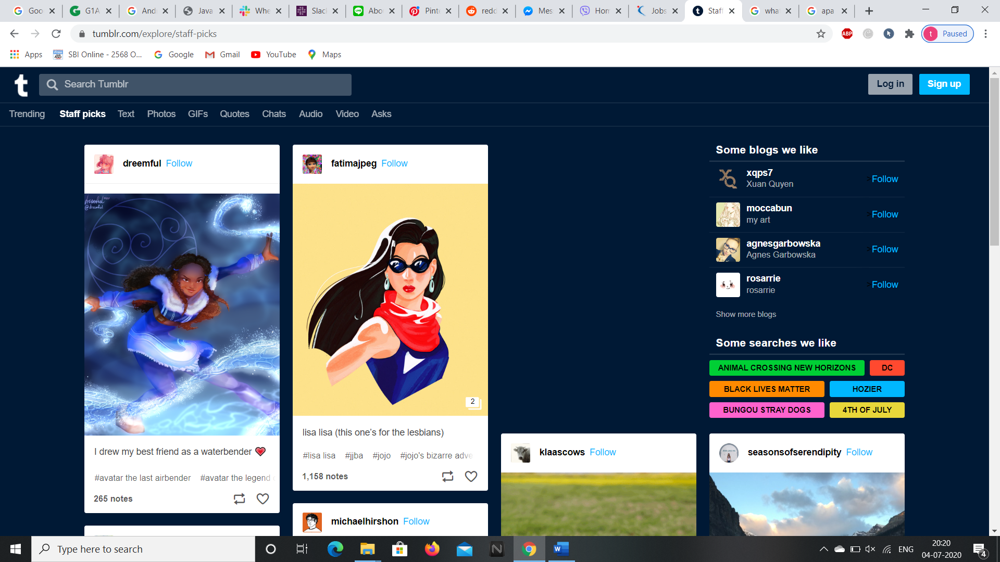 Goo
G1A
And
Java
Whe
Slac
Abo
Pint
redd
Mes
Hom
Jobs
Staff
wha
apa
tumblr.com/explore/staff-picks
ABP
t
Paused
Apps
SBI Online - 2568 O...
Google
Gmail
YouTube
Maps
t
Search Tumblr
Log in
Sign up
Trending
Staff picks
Text
Photos
GIFs
Quotes
Chats
Audio
Video
Asks
dreemful Follow
dreemful 2020
@dreemful
I drew my best friend as a waterbender
#avatar the last airbender #avatar the legend
265 notes
fatimajpeg Follow
2
lisa lisa (this one's for the lesbians)
#lisa lisa #jjba #jojo #jojo's bizarre adve
1,158 notes
michaelhirshon Follow
klaascows Follow
Some blogs we like
XQ
xqps7
Xuan Quyen
Follow
moccabun
my art
Follow
agnesgarbowska
Agnes Garbowska
Follow
rosarrie
rosarrie
Follow
Show more blogs
Some searches we like
ANIMAL CROSSING NEW HORIZONS
DC
BLACK LIVES MATTER
HOZIER
BUNGOU STRAY DOGS
4TH OF JULY
seasonsofserendipity Follow
Type here to search
N
W
ENG
20:20
04-07-2020
4